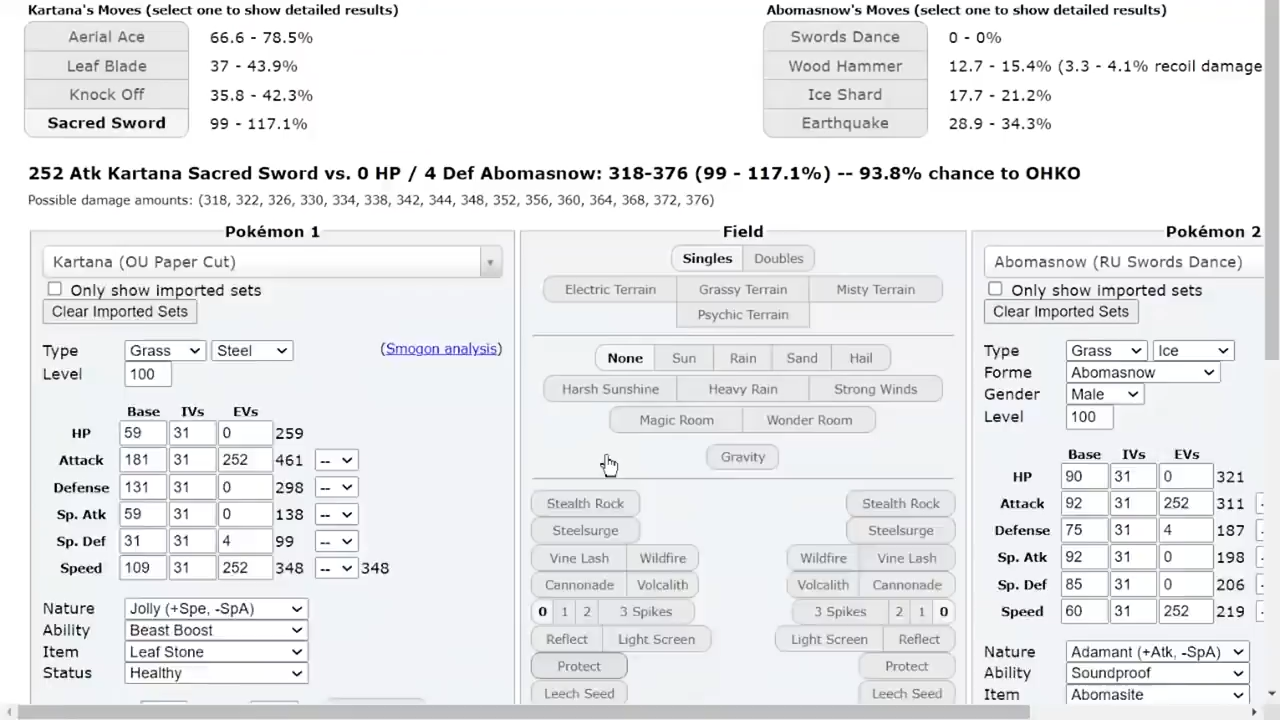 Kartana's Moves (select one to show detailed results)
Abomasnow's Moves (select one to show detailed results)
Aerial Ace 66.6 - 78.5%
Swords Dance 0 - 0%
Leaf Blade 37 - 43.9%
Wood Hammer 12.7 - 15.4% (3.3 - 4.1% recoil damage
Knock Off 35.8 - 42.3%
Ice Shard 17.7 - 21.2%
Sacred Sword 99 - 117.1%
Earthquake 28.9 - 34.3%
252 Atk Kartana Sacred Sword vs. 0 HP / 4 Def Abomasnow: 318-376 (99 - 117.1%) -- 93.8% chance to OHKO
Possible damage amounts: (318, 322, 326, 330, 334, 338, 342, 344, 348, 352, 356, 360, 364, 368, 372, 376)
Pokémon 1
Kartana (OU Paper Cut)
Only show imported sets
Clear Imported Sets
Type Grass Steel (Smogon analysis)
Level 100
Base IVs EVs
HP 59 31 0 259
Attack 181 31 252 461 --
Defense 131 31 0 298 --
Sp. Atk 59 31 0 138 --
Sp. Def 31 31 4 99 --
Speed 109 31 252 348 -- 348
Nature Jolly (+Spe, -SpA)
Ability Beast Boost
Item Leaf Stone
Status Healthy
Field
Singles Doubles
Electric Terrain Grassy Terrain Misty Terrain
Psychic Terrain
None Sun Rain Sand Hail
Harsh Sunshine Heavy Rain Strong Winds
Magic Room Wonder Room
Gravity
Stealth Rock Stealth Rock
Steelsurge Steelsurge
Vine Lash Wildfire Wildfire Vine Lash
Cannonade Volcalith Volcalith Cannonade
0 1 2 3 Spikes 3 Spikes 2 1 0
Reflect Light Screen Light Screen Reflect
Protect Protect
Leech Seed Leech Seed
Pokémon 2
Abomasnow (RU Swords Dance)
Only show imported sets
Clear Imported Sets
Type Grass Ice
Forme Abomasnow
Gender Male
Level 100
Base IVs EVs
HP 90 31 0 321
Attack 92 31 252 311
Defense 75 31 4 187
Sp. Atk 92 31 0 198
Sp. Def 85 31 0 206
Speed 60 31 252 219
Nature Adamant (+Atk, -SpA)
Ability Soundproof
Item Abomasite